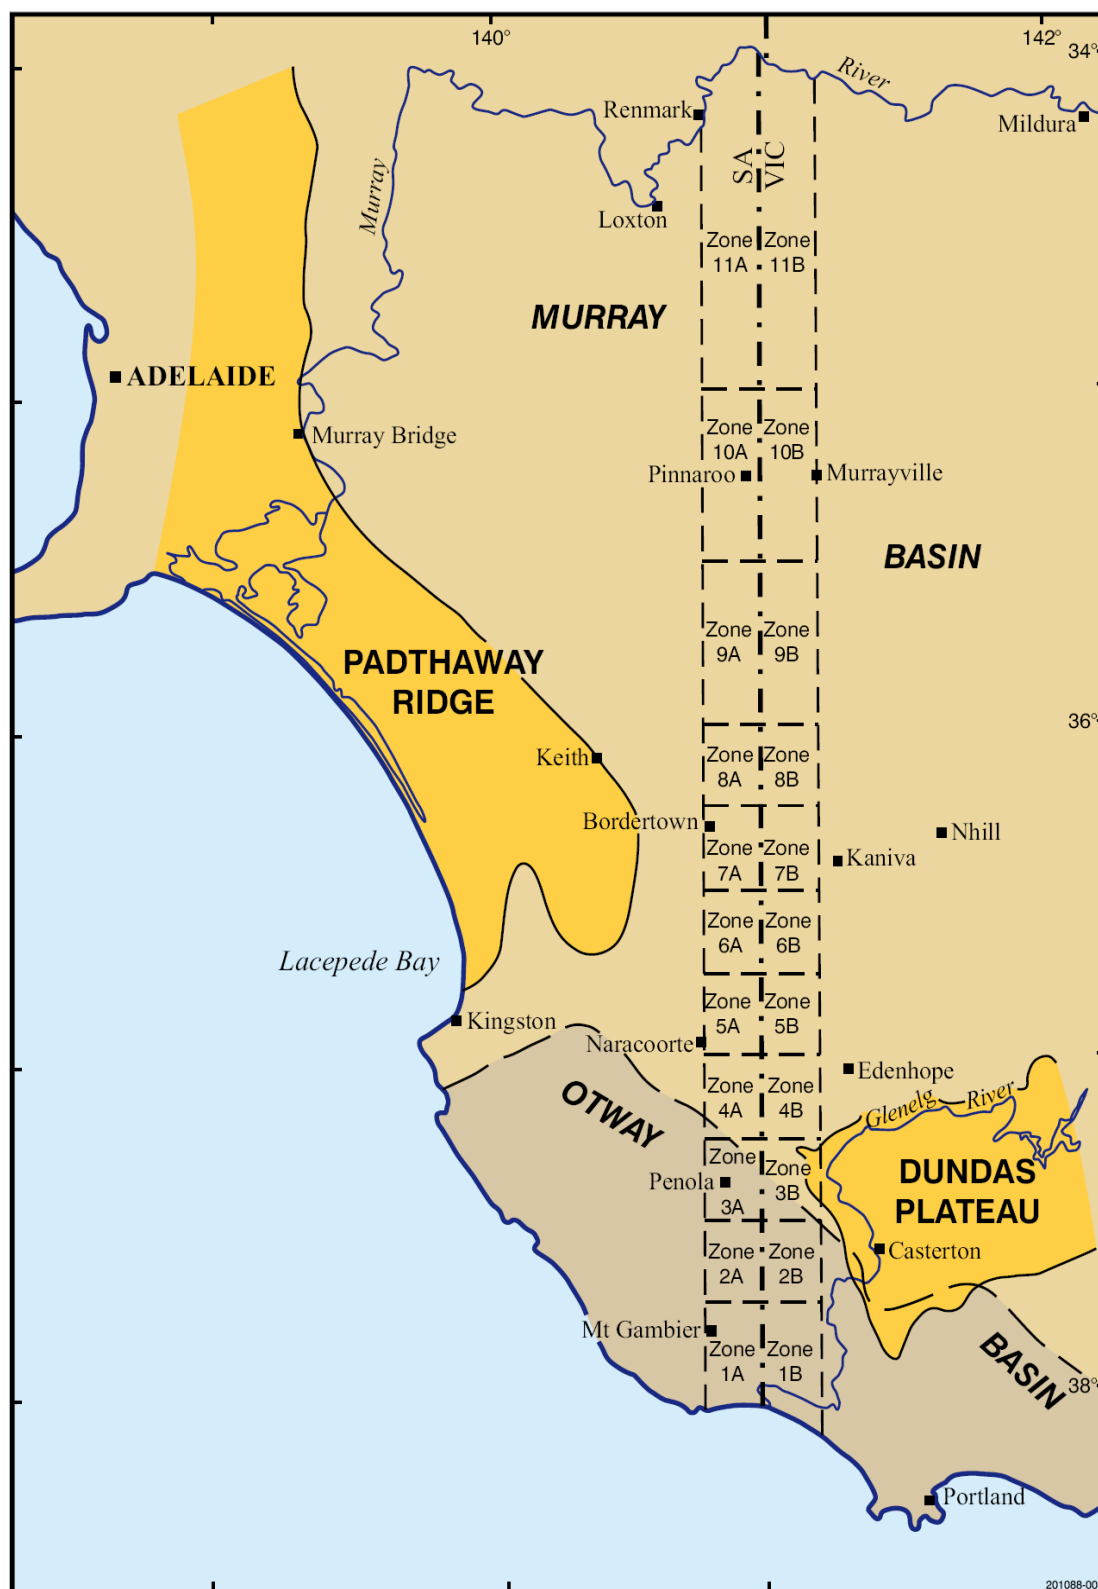 140°
142°
34°
River
Renmark
Mildura
SA
VIC
Murray
Loxton
Zone
11A
Zone
11B
MURRAY
ADELAIDE
Murray Bridge
Zone
10A
Zone
10B
Pinnaroo
Murrayville
BASIN
Zone
9A
Zone
9B
PADTHAWAY
RIDGE
36°
Keith
Zone
8A
Zone
8B
Bordertown
Nhill
Zone
7A
Zone
7B
Kaniva
Zone
6A
Zone
6B
Lacepede Bay
Kingston
Zone
5A
Zone
5B
Naracoorte
Edenhope
OTWAY
Zone
4A
Zone
4B
Glenelg River
Zone
3A
Zone
3B
Penola
DUNDAS
PLATEAU
Zone
2A
Zone
2B
Casterton
Mt Gambier
Zone
1A
Zone
1B
BASIN
38°
Portland
201088-00